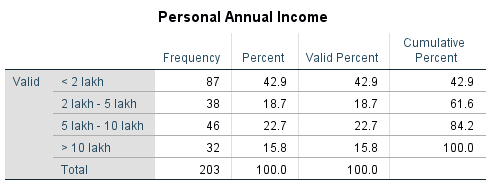 Personal Annual Income
Frequency Percent Valid Percent Cumulative Percent
Valid < 2 lakh 87 42.9 42.9 42.9
2 lakh - 5 lakh 38 18.7 18.7 61.6
5 lakh - 10 lakh 46 22.7 22.7 84.2
> 10 lakh 32 15.8 15.8 100.0
Total 203 100.0 100.0